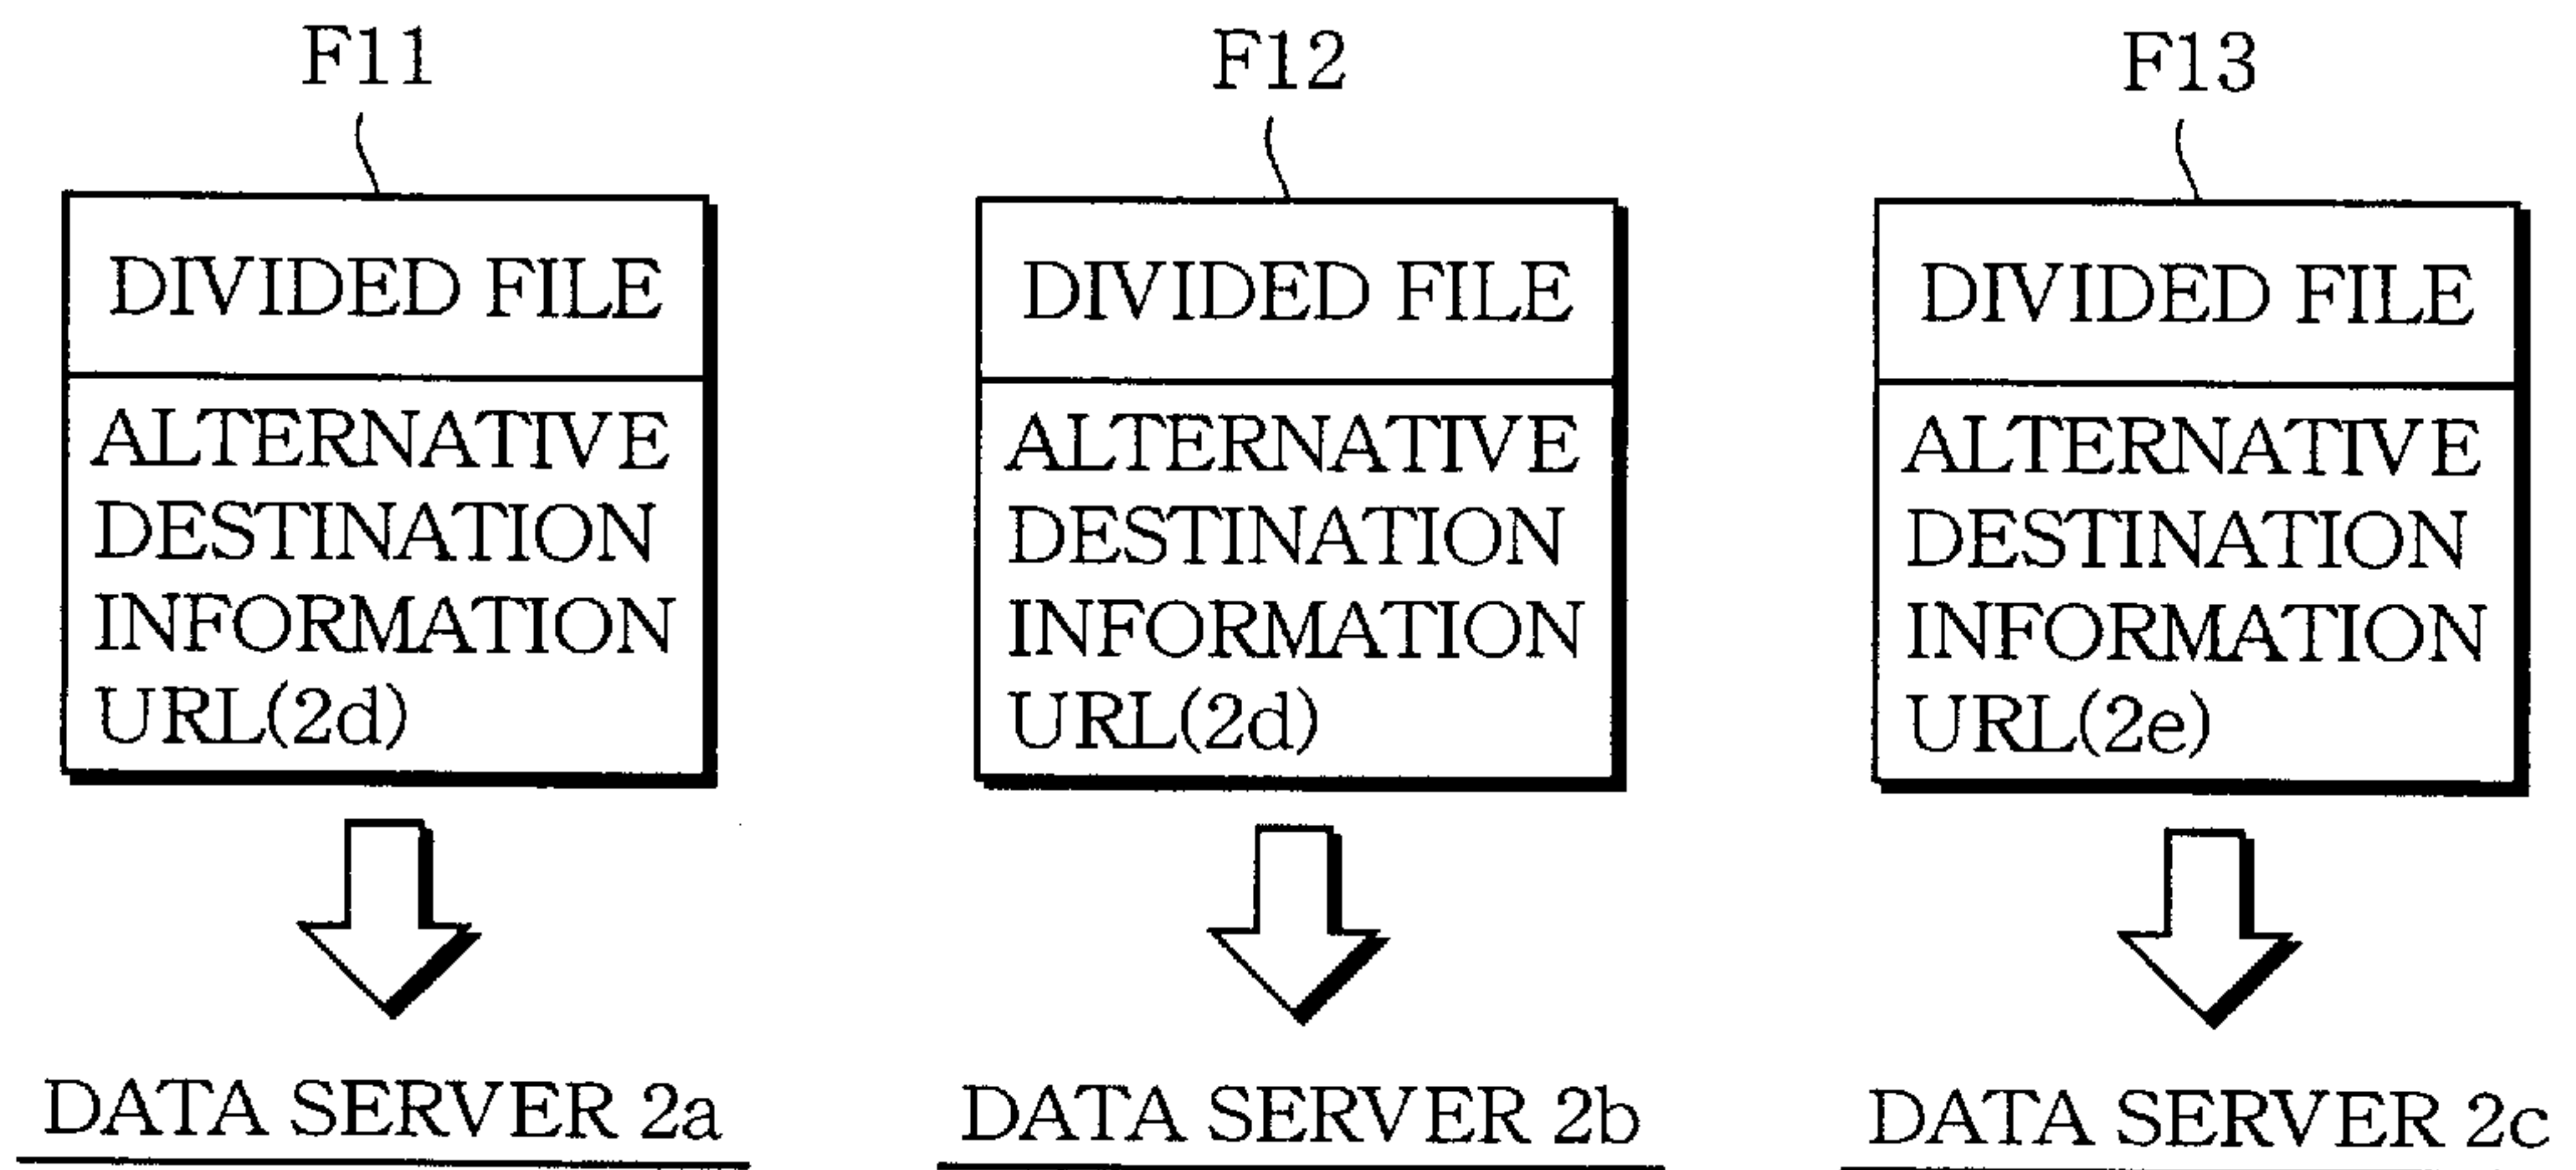 F11
DIVIDED FILE
ALTERNATIVE
DESTINATION
INFORMATION
URL(2d)
DATA SERVER 2a
F12
DIVIDED FILE
ALTERNATIVE
DESTINATION
INFORMATION
URL(2d)
DATA SERVER 2b
F13
DIVIDED FILE
ALTERNATIVE
DESTINATION
INFORMATION
URL(2e)
DATA SERVER 2c